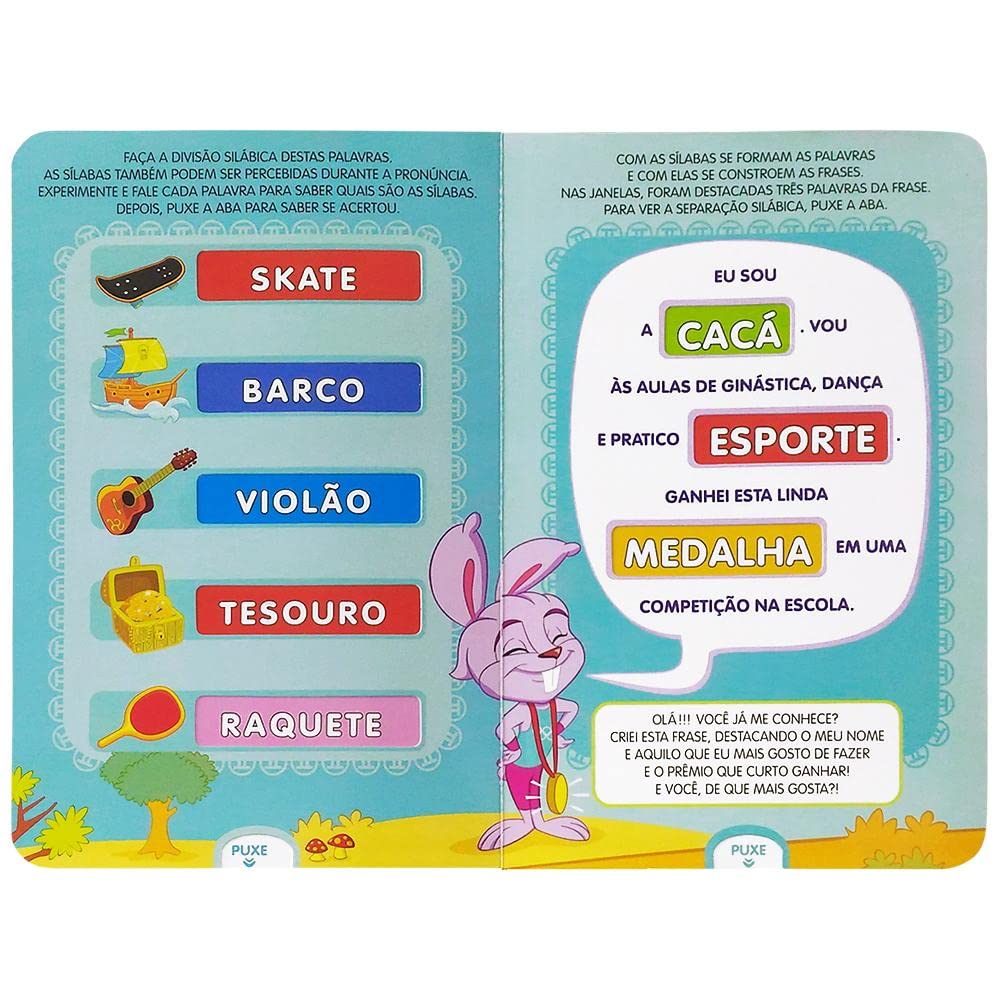 FAÇA A DIVISÃO SILÁBICA DESTAS PALAVRAS.
AS SÍLABAS TAMBÉM PODEM SER PERCEBIDAS DURANTE A PRONÚNCIA.
EXPERIMENTE E FALE CADA PALAVRA PARA SABER QUAIS SÃO AS SÍLABAS.
DEPOIS, PUXE A ABA PARA SABER SE ACERTOU.
SKATE
BARCO
VIOLÃO
TESOURO
RAQUETE
PUXE
COM AS SÍLABAS SE FORMAM AS PALAVRAS
E COM ELAS SE CONSTROEM AS FRASES.
NAS JANELAS, FORAM DESTACADAS TRÊS PALAVRAS DA FRASE.
PARA VER A SEPARAÇÃO SILÁBICA, PUXE A ABA.
EU SOU
A CACÁ . VOU
ÀS AULAS DE GINÁSTICA, DANÇA
E PRATICO ESPORTE .
GANHEI ESTA LINDA
MEDALHA EM UMA
COMPETIÇÃO NA ESCOLA.
OLÁ!!! VOCÊ JÁ ME CONHECE?
CRIEI ESTA FRASE, DESTACANDO O MEU NOME
E AQUILO QUE EU MAIS GOSTO DE FAZER
E O PRÊMIO QUE CURTO GANHAR!
E VOCÊ, DE QUE MAIS GOSTA?!
PUXE